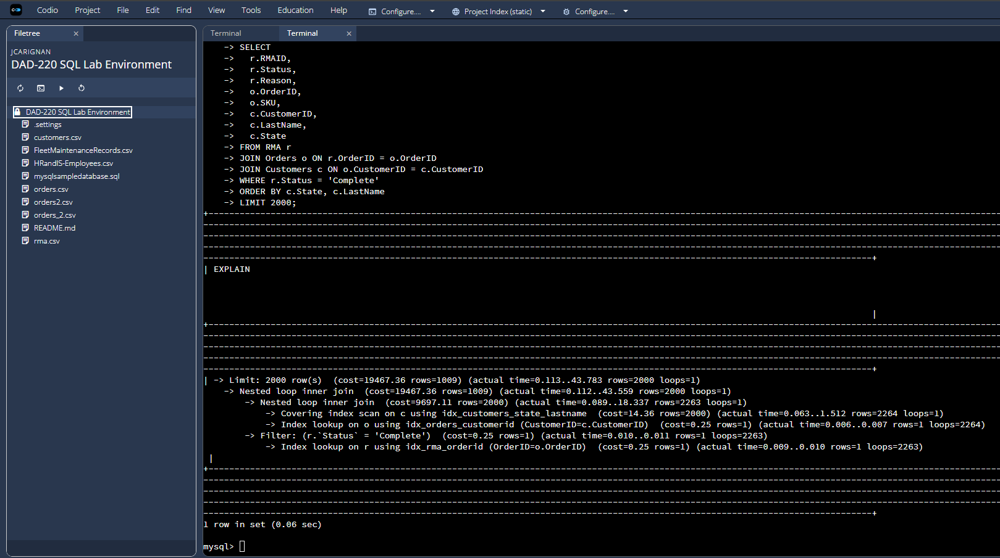 Codio Project File Edit Find View Tools Education Help Configure.... Project Index (static) Configure....
Filetree
JCARIGNAN
DAD-220 SQL Lab Environment
DAD-220 SQL Lab Environment
.settings
customers.csv
FleetMaintenanceRecords.csv
HRandIS-Employees.csv
mysqlsampledatabase.sql
orders.csv
orders2.csv
orders_2.csv
README.md
rma.csv
Terminal Terminal
-> SELECT
-> r.RMAID,
-> r.Status,
-> r.Reason,
-> o.OrderID,
-> o.SKU,
-> c.CustomerID,
-> c.LastName,
-> c.State
-> FROM RMA r
-> JOIN Orders o ON r.OrderID = o.OrderID
-> JOIN Customers c ON o.CustomerID = c.CustomerID
-> WHERE r.Status = 'Complete'
-> ORDER BY c.State, c.LastName
-> LIMIT 2000;
| EXPLAIN
|
| -> Limit: 2000 row(s)  (cost=19467.36 rows=1009) (actual time=0.113..43.783 rows=2000 loops=1)
-> Nested loop inner join  (cost=19467.36 rows=1009) (actual time=0.112..43.559 rows=2000 loops=1)
-> Nested loop inner join  (cost=9697.11 rows=2000) (actual time=0.089..18.337 rows=2263 loops=1)
-> Covering index scan on c using idx_customers_state_lastname  (cost=14.36 rows=2000) (actual time=0.063..1.512 rows=2264 loops=1)
-> Index lookup on o using idx_orders_customerid (CustomerID=c.CustomerID)  (cost=0.25 rows=1) (actual time=0.006..0.007 rows=1 loops=2264)
-> Filter: (r.`Status` = 'Complete')  (cost=0.25 rows=1) (actual time=0.010..0.011 rows=1 loops=2263)
-> Index lookup on r using idx_rma_orderid (OrderID=o.OrderID)  (cost=0.25 rows=1) (actual time=0.009..0.010 rows=1 loops=2263)
|
1 row in set (0.06 sec)
mysql>